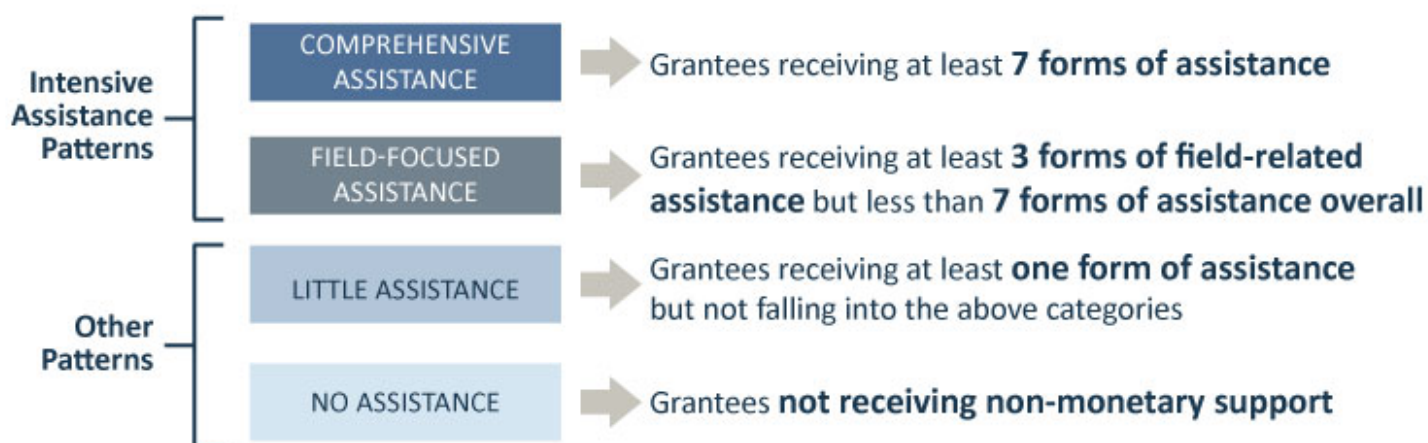 Intensive
Assistance
Patterns
COMPREHENSIVE
ASSISTANCE
Grantees receiving at least 7 forms of assistance
FIELD-FOCUSED
ASSISTANCE
Grantees receiving at least 3 forms of field-related
assistance but less than 7 forms of assistance overall
Other
Patterns
LITTLE ASSISTANCE
Grantees receiving at least one form of assistance
but not falling into the above categories
NO ASSISTANCE
Grantees not receiving non-monetary support